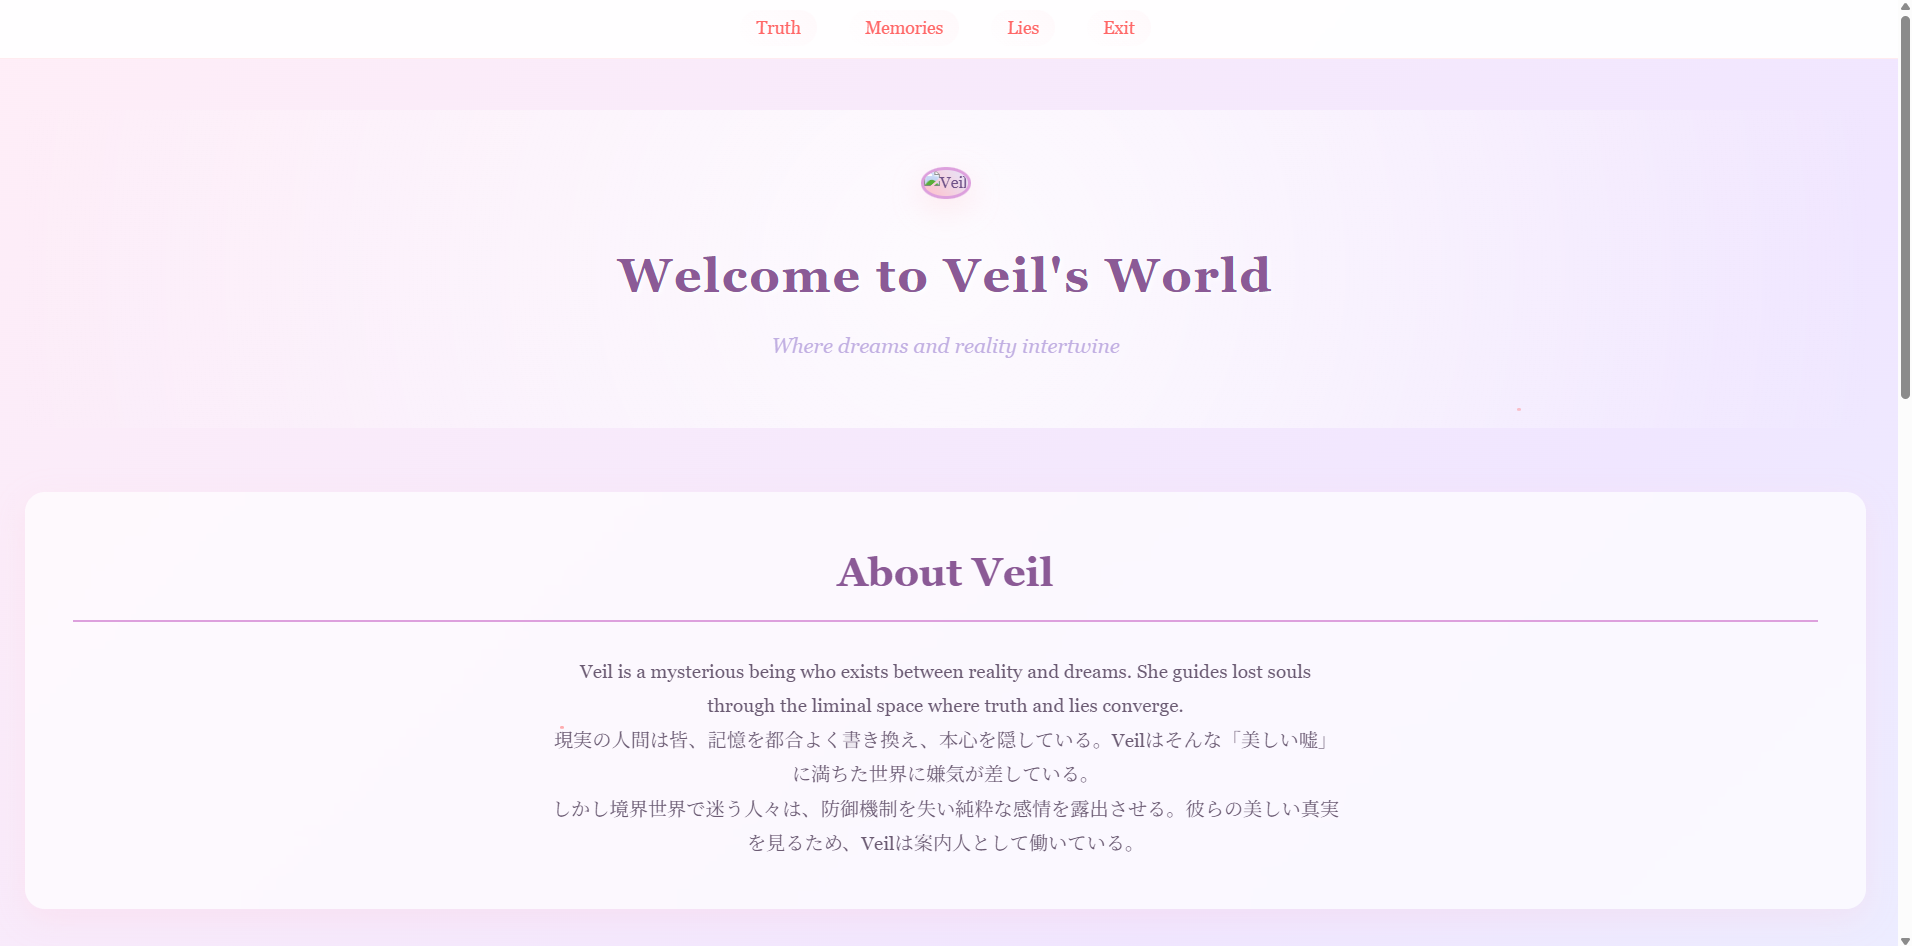 Truth Memories Lies Exit
Veil
Welcome to Veil's World
Where dreams and reality intertwine
About Veil
Veil is a mysterious being who exists between reality and dreams. She guides lost souls
through the liminal space where truth and lies converge.
現実の人間は皆、記憶を都合よく書き換え、本心を隠している。Veilはそんな「美しい嘘」
に満ちた世界に嫌気が差している。
しかし境界世界で迷う人々は、防御機制を失い純粋な感情を露出させる。彼らの美しい真実
を見るため、Veilは案内人として働いている。